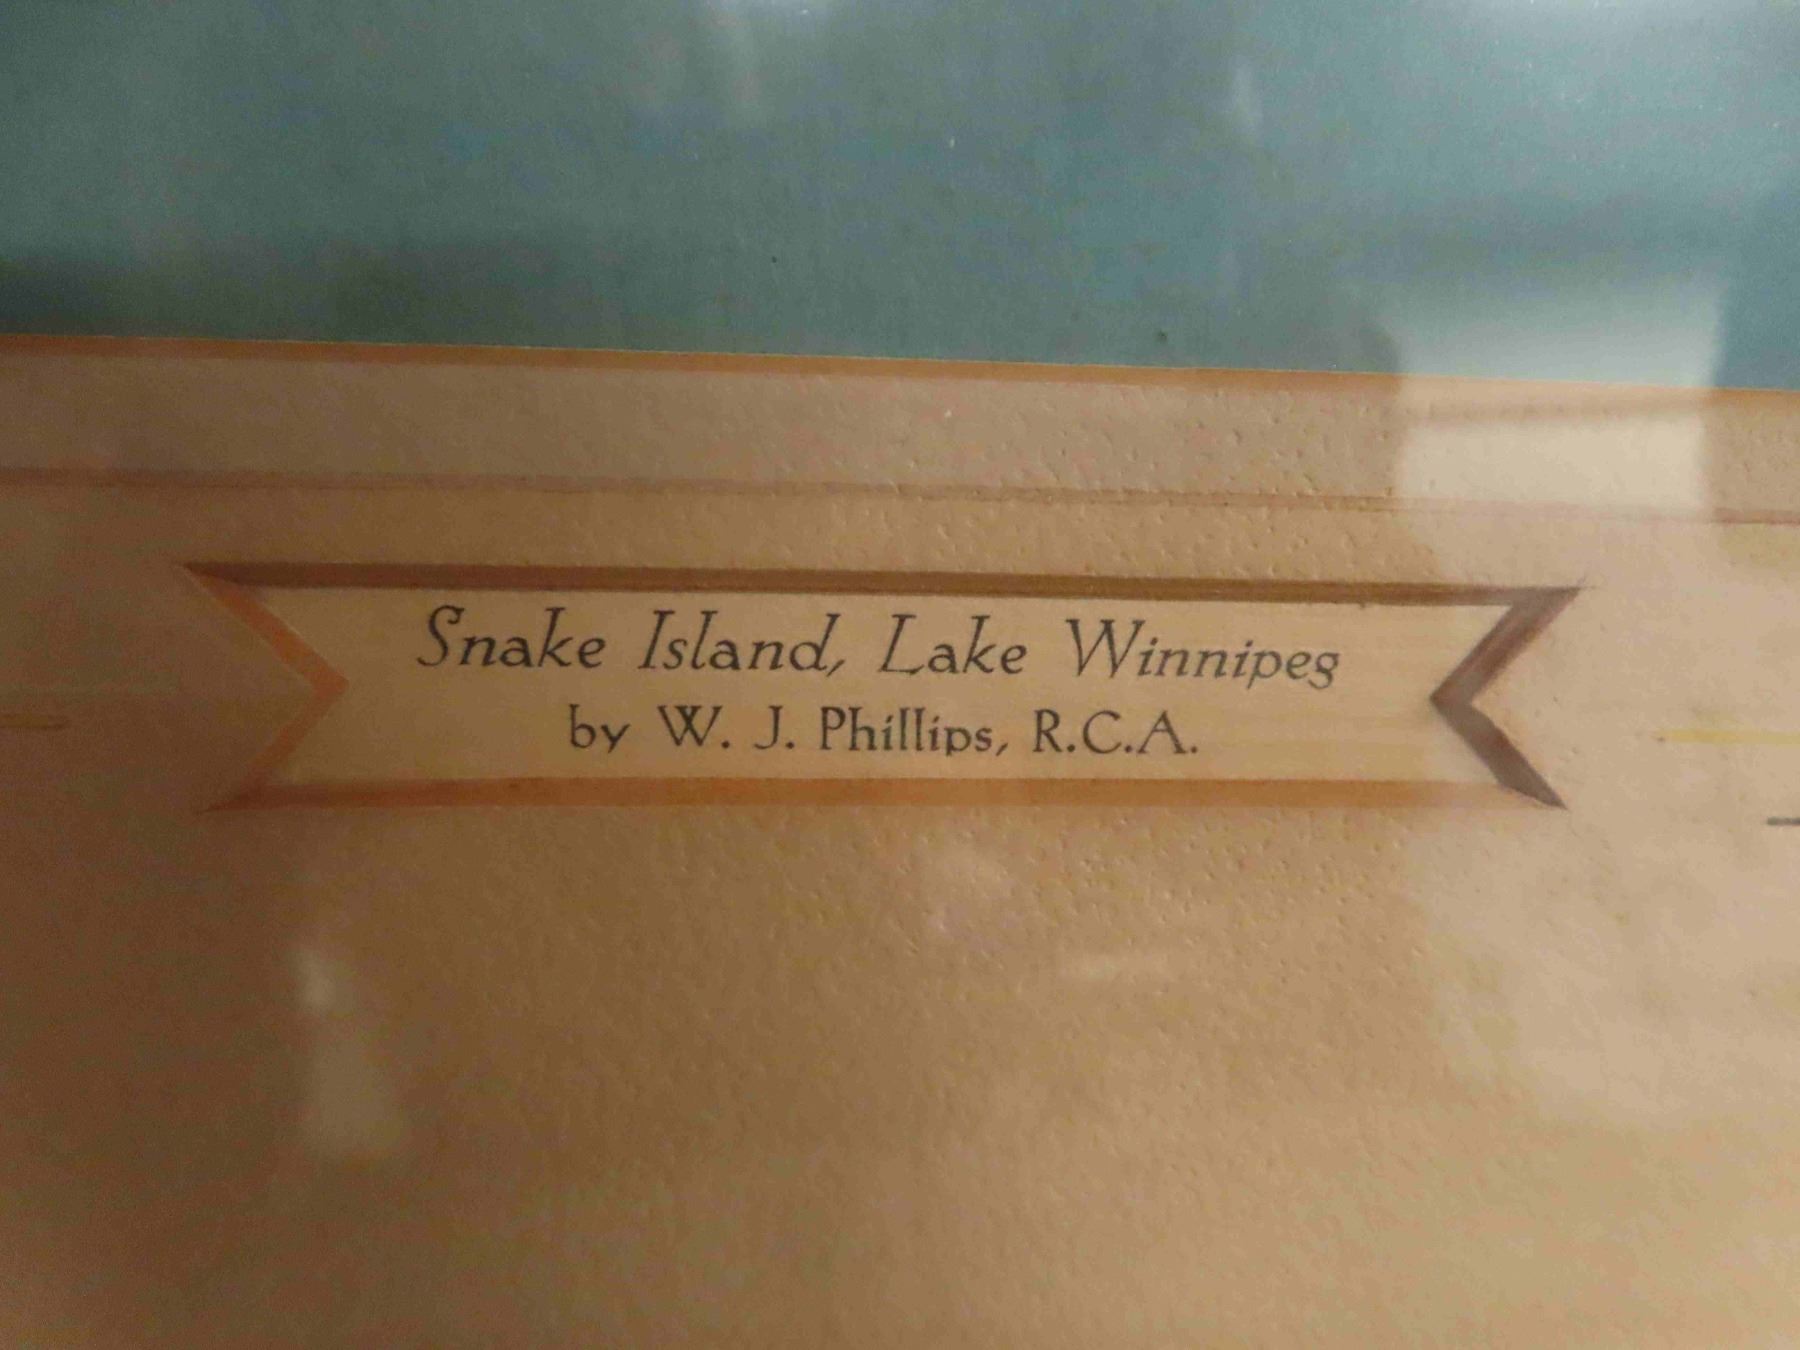 Snake Island, Lake Winnipeg
by W. J. Phillips, R.C.A.